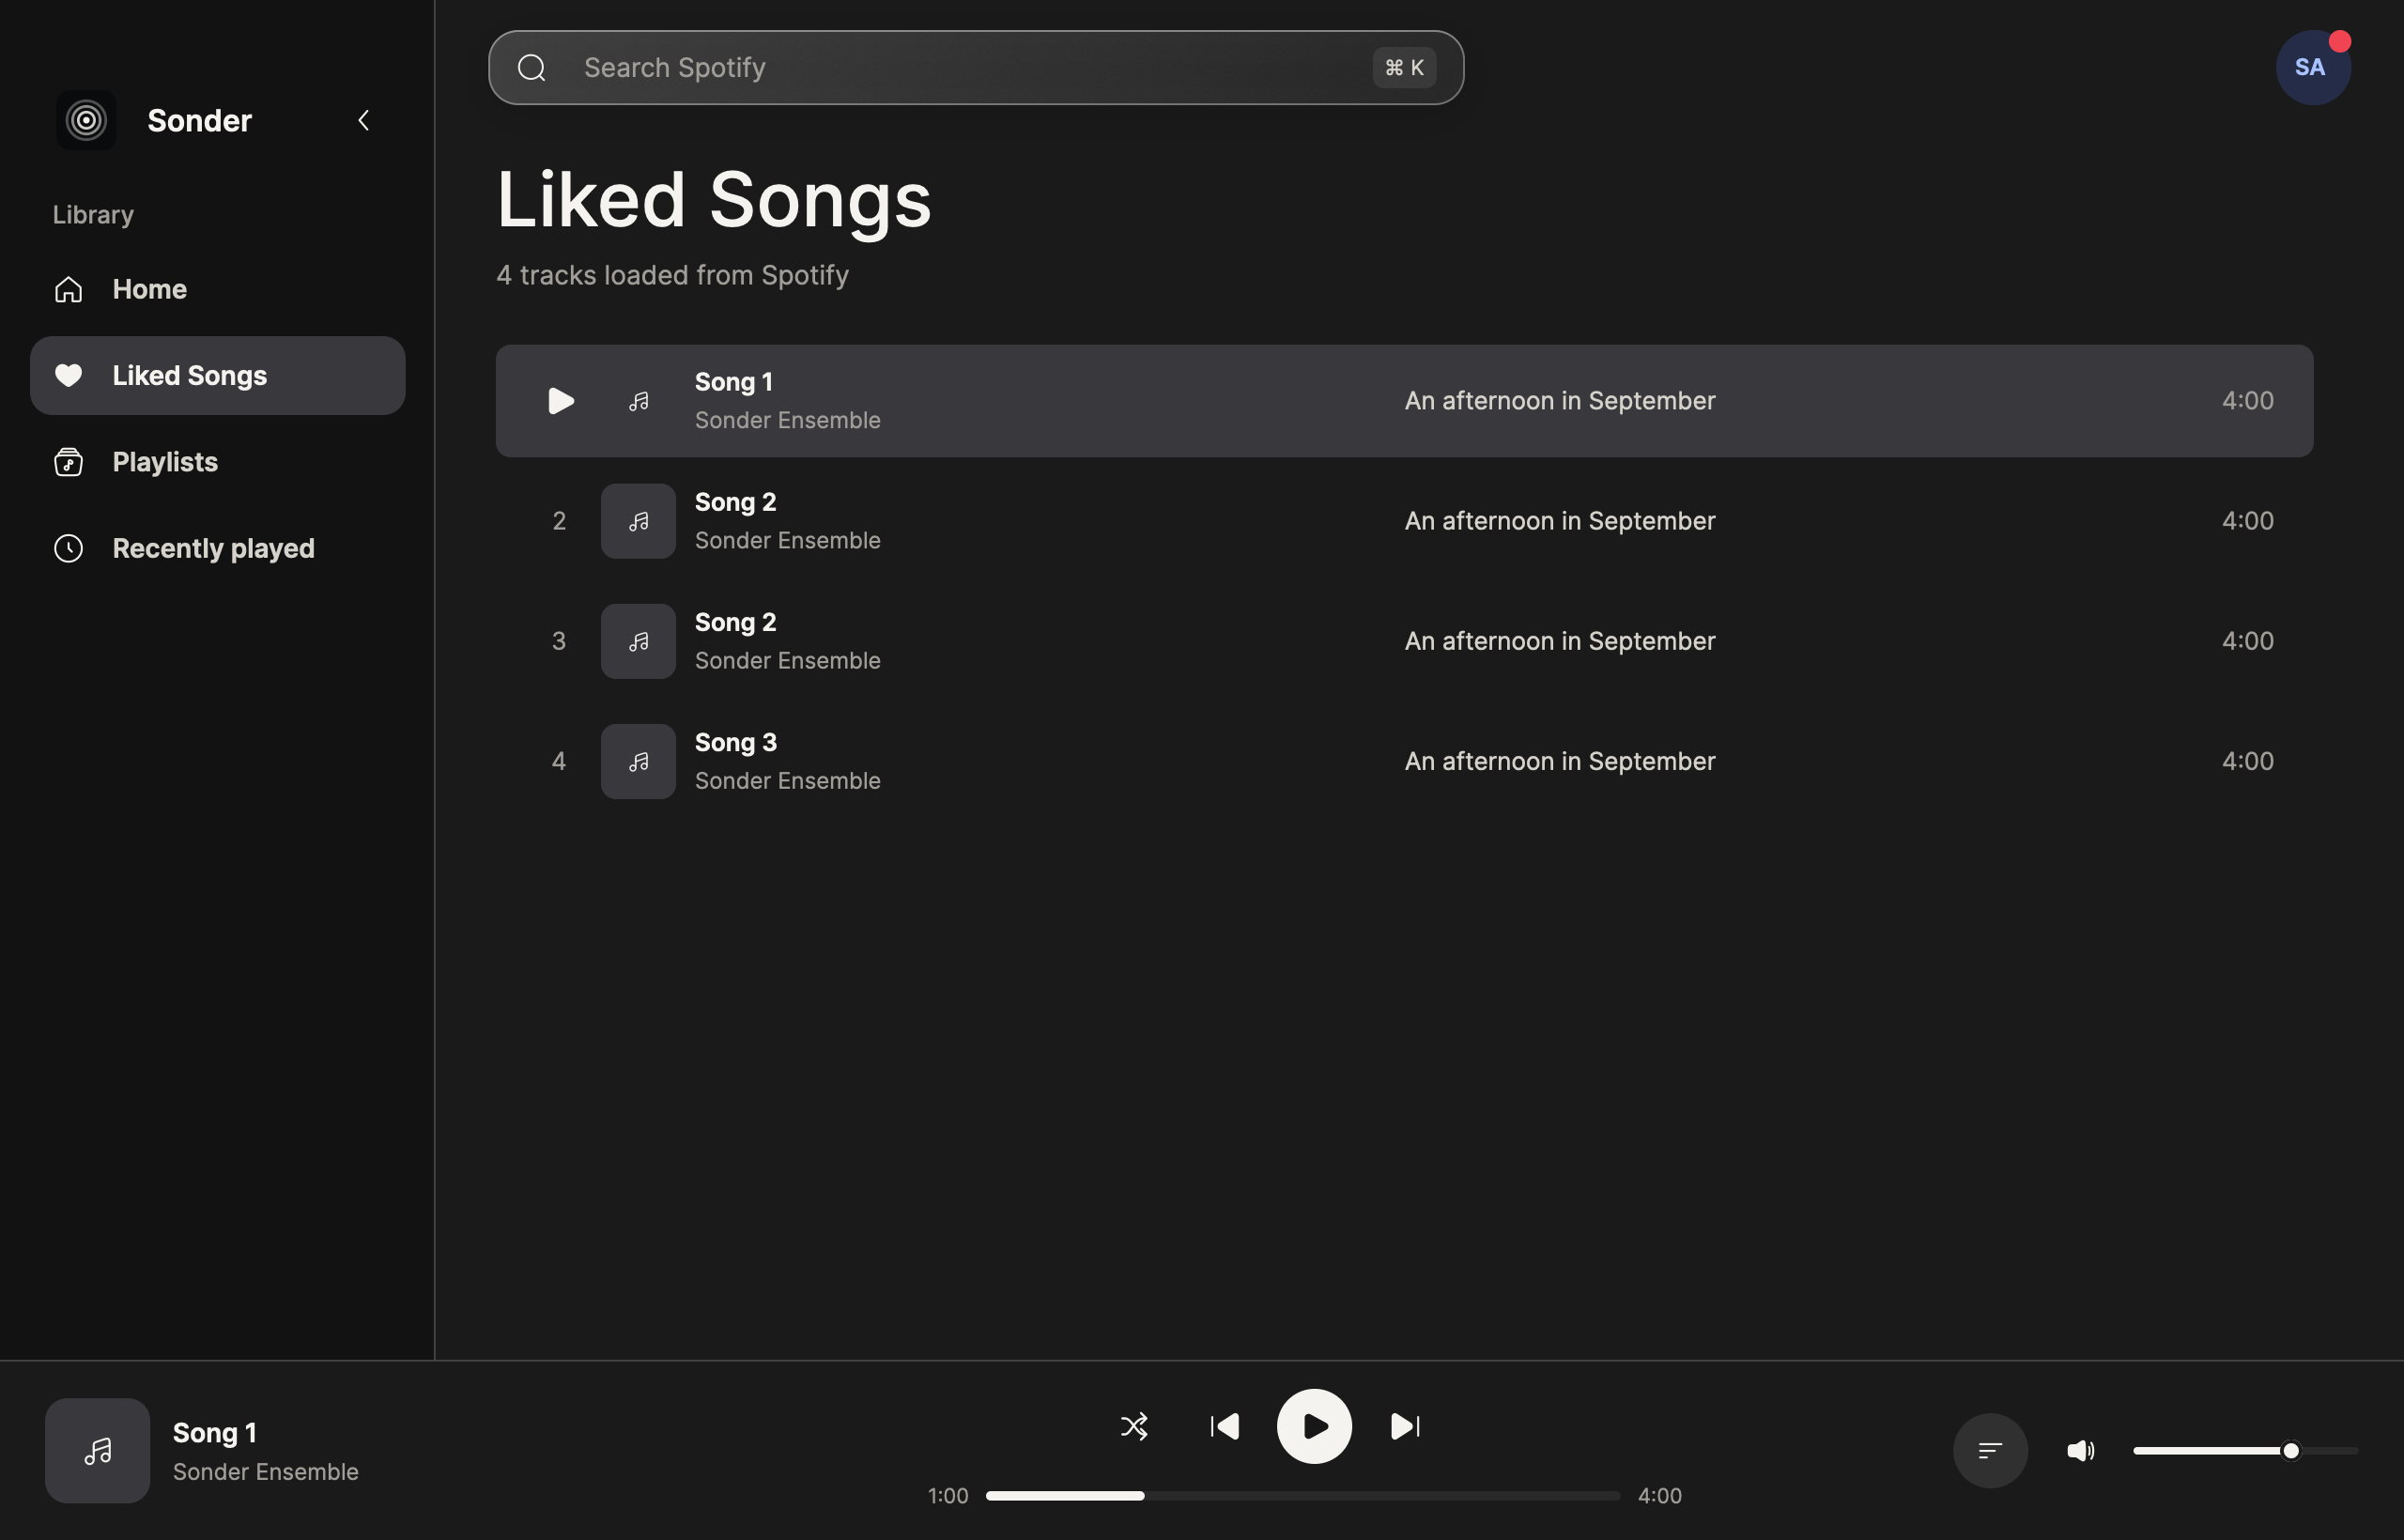 Search Spotify
⌘ K
SA
Sonder
Library
Home
Liked Songs
Playlists
Recently played
Liked Songs
4 tracks loaded from Spotify
Song 1
Sonder Ensemble
An afternoon in September
4:00
2
Song 2
Sonder Ensemble
An afternoon in September
4:00
3
Song 2
Sonder Ensemble
An afternoon in September
4:00
4
Song 3
Sonder Ensemble
An afternoon in September
4:00
Song 1
Sonder Ensemble
1:00
4:00